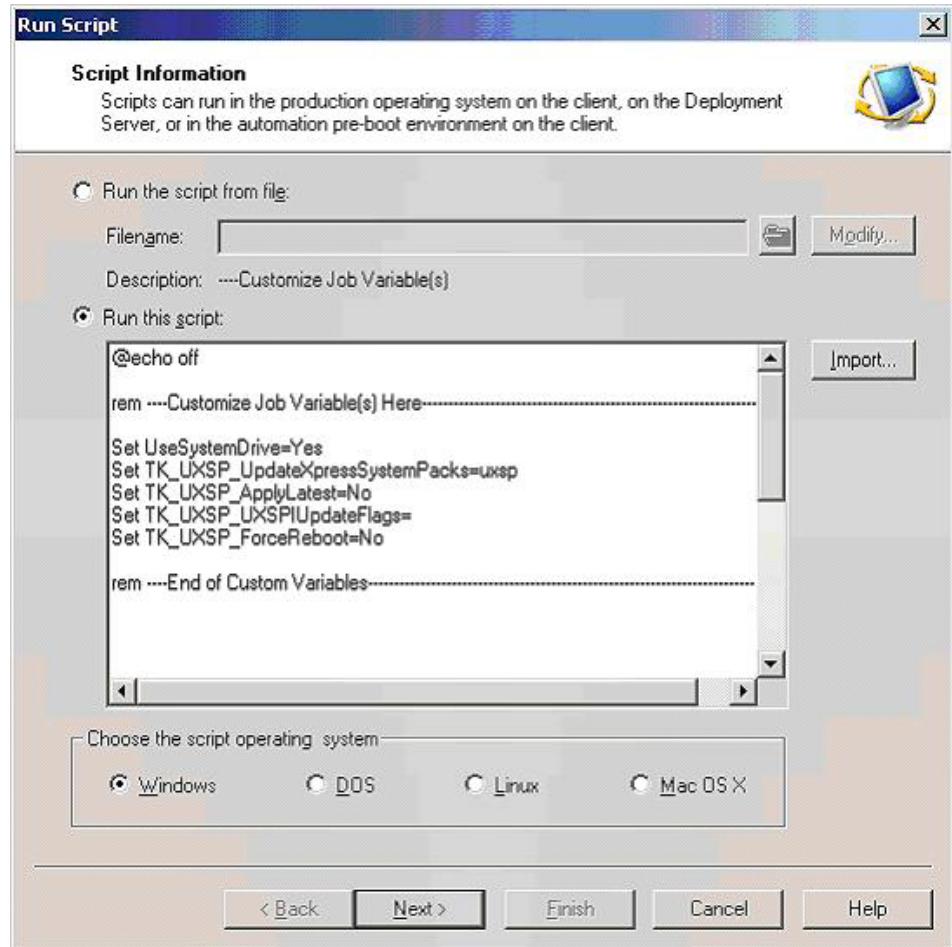 Run Script
Script Information
Scripts can run in the production operating system on the client, on the Deployment
Server, or in the automation pre-boot environment on the client.
Run the script from file:
Filename:
Modify...
Description: ----Customize Job Variable(s)
Run this script:
@echo off
Import...
rem ----Customize Job Variable(s) Here------------------------------------------------------------------------
Set UseSystemDrive=Yes
Set TK_UXSP_UpdateXpressSystemPacks=uxsp
Set TK_UXSP_ApplyLatest=No
Set TK_UXSP_UXSPIUpdateFlags=
Set TK_UXSP_ForceReboot=No
rem ----End of Custom Variables------------------------------------------------------------------------------
Choose the script operating system
Windows DOS Linux Mac OS X
< Back Next > Finish Cancel Help